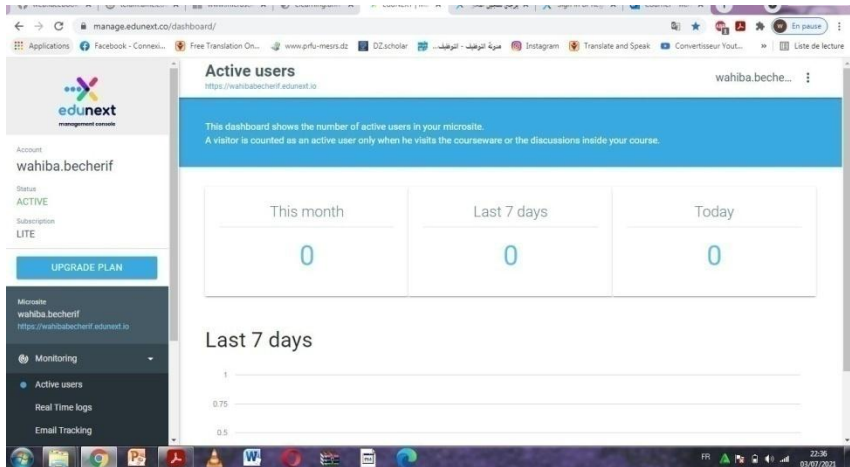 manage.edunext.co/dashboard/
En pause
Applications
Facebook - Connexi...
Free Translation On...
www.prfu-mesrs.dz
DZ.scholar
مدونة التوظيف - التوظيف...
Instagram
Translate and Speak
Convertisseur Yout...
»
Liste de lecture
edunext
management console
Account
wahiba.becherif
Status
ACTIVE
Subscription
LITE
UPGRADE PLAN
Microsite
wahiba.becherif
https://wahibabecherif.edunext.io
Monitoring
Active users
Real Time logs
Email Tracking
Active users
https://wahibabecherif.edunext.io
wahiba.beche...
This dashboard shows the number of active users in your microsite.
A visitor is counted as an active user only when he visits the courseware or the discussions inside your course.
This month
0
Last 7 days
0
Today
0
Last 7 days
1
0.75
0.5
FR
22:36
03/07/2021